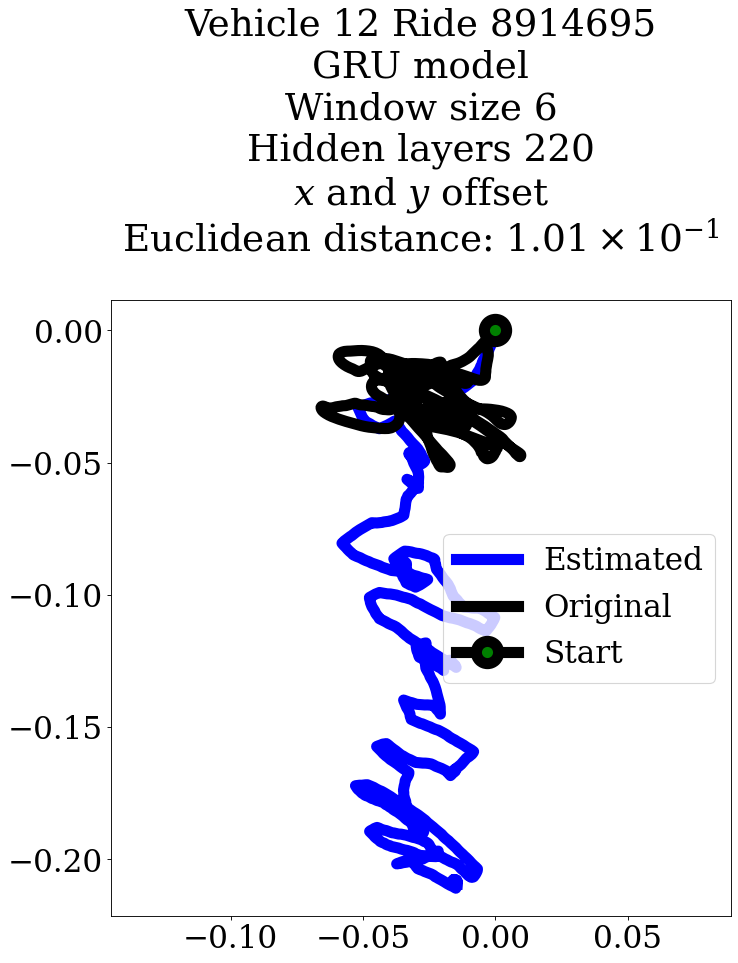 Vehicle 12 Ride 8914695
GRU model
Window size 6
Hidden layers 220
x and y offset
Euclidean distance: 1.01 × 10⁻¹
0.00
−0.05
−0.10
−0.15
−0.20
Estimated
Original
Start
−0.10 −0.05 0.00 0.05